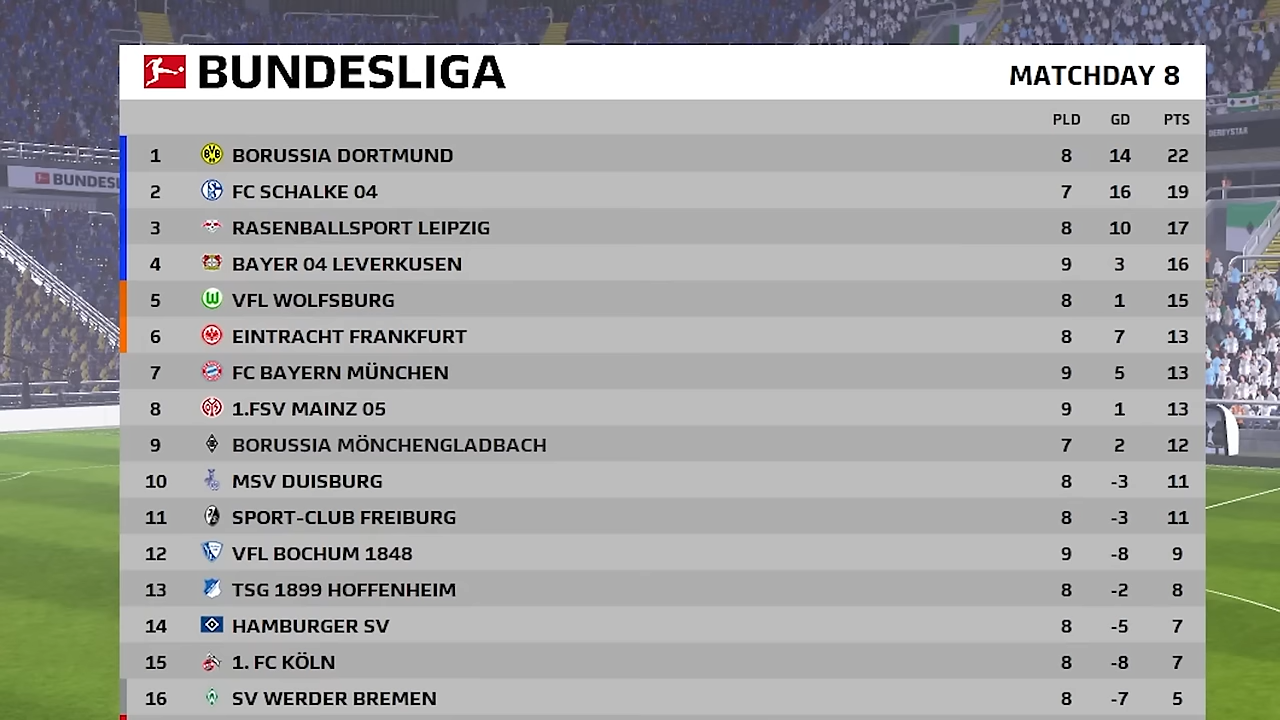 BUNDESLIGA MATCHDAY 8
PLD GD PTS
1 BORUSSIA DORTMUND 8 14 22
2 FC SCHALKE 04 7 16 19
3 RASENBALLSPORT LEIPZIG 8 10 17
4 BAYER 04 LEVERKUSEN 9 3 16
5 VFL WOLFSBURG 8 1 15
6 EINTRACHT FRANKFURT 8 7 13
7 FC BAYERN MÜNCHEN 9 5 13
8 1.FSV MAINZ 05 9 1 13
9 BORUSSIA MÖNCHENGLADBACH 7 2 12
10 MSV DUISBURG 8 -3 11
11 SPORT-CLUB FREIBURG 8 -3 11
12 VFL BOCHUM 1848 9 -8 9
13 TSG 1899 HOFFENHEIM 8 -2 8
14 HAMBURGER SV 8 -5 7
15 1. FC KÖLN 8 -8 7
16 SV WERDER BREMEN 8 -7 5
BUNDESL
DERBYSTAR